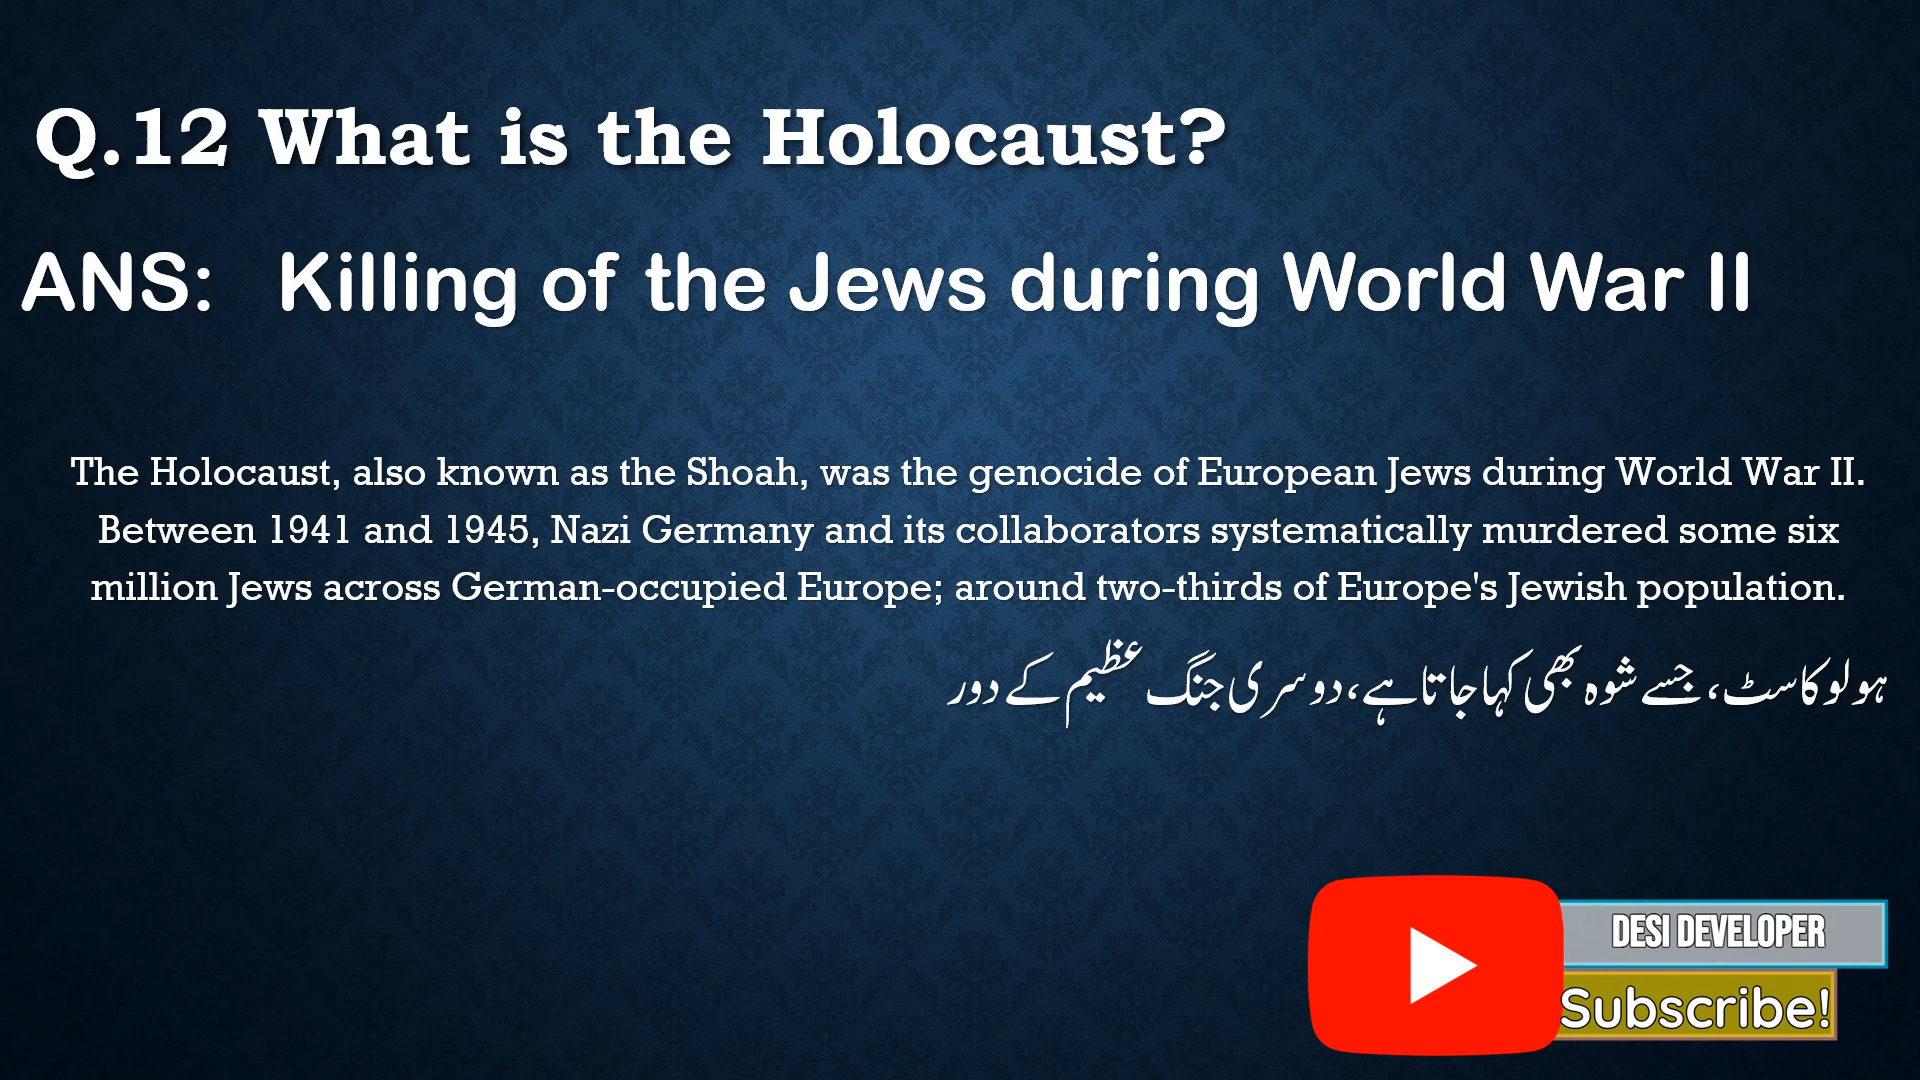 Q.12 What is the Holocaust?
ANS: Killing of the Jews during World War II
The Holocaust, also known as the Shoah, was the genocide of European Jews during World War II.
Between 1941 and 1945, Nazi Germany and its collaborators systematically murdered some six
million Jews across German-occupied Europe; around two-thirds of Europe's Jewish population.
ہولوکاسٹ، جسے شوہ بھی کہا جاتا ہے، دوسری جنگ عظیم کے دور
DESI DEVELOPER
Subscribe!